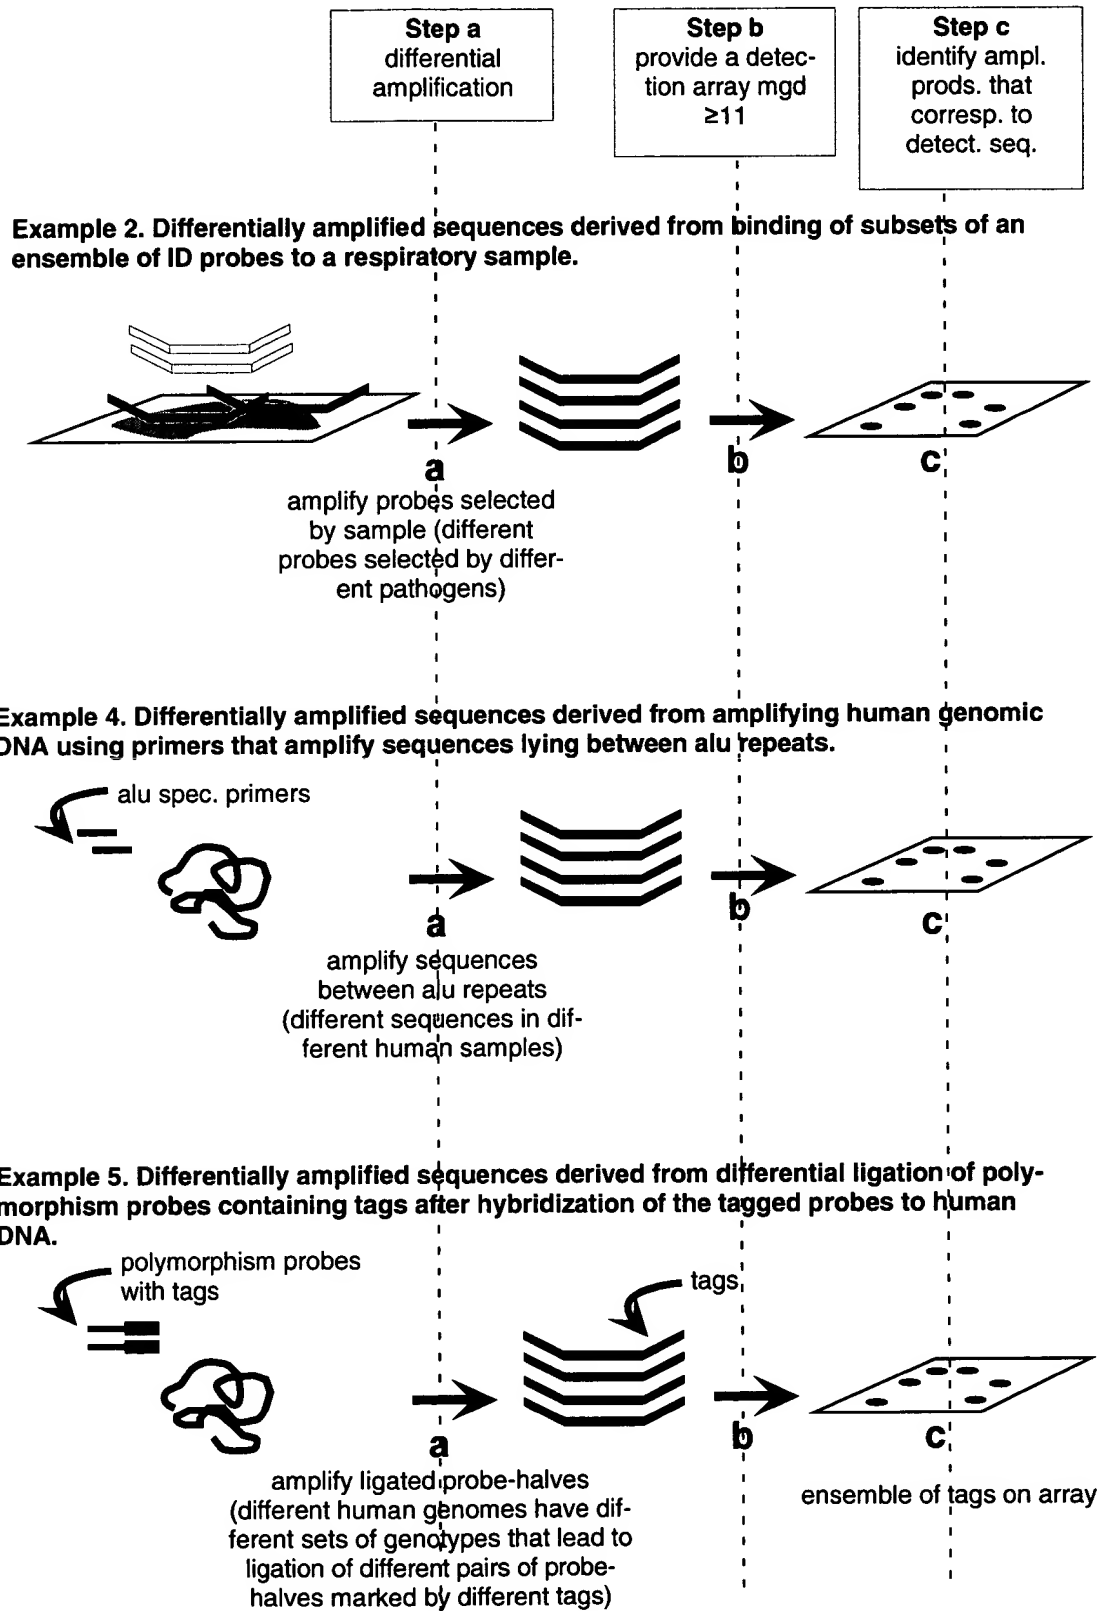 Step a
differential
amplification
Step b
provide a detec-
tion array mgd
≥11
Step c
identify ampl.
prods. that
corresp. to
detect. seq.
Example 2. Differentially amplified sequences derived from binding of subsets of an
ensemble of ID probes to a respiratory sample.
a
b
c
amplify probes selected
by sample (different
probes selected by differ-
ent pathogens)
Example 4. Differentially amplified sequences derived from amplifying human genomic
DNA using primers that amplify sequences lying between alu repeats.
alu spec. primers
a
b
c
amplify sequences
between alu repeats
(different sequences in dif-
ferent human samples)
Example 5. Differentially amplified sequences derived from differential ligation of poly-
morphism probes containing tags after hybridization of the tagged probes to human
DNA.
polymorphism probes
with tags
tags
a
b
c
amplify ligated probe-halves
(different human genomes have dif-
ferent sets of genotypes that lead to
ligation of different pairs of probe-
halves marked by different tags)
ensemble of tags on array